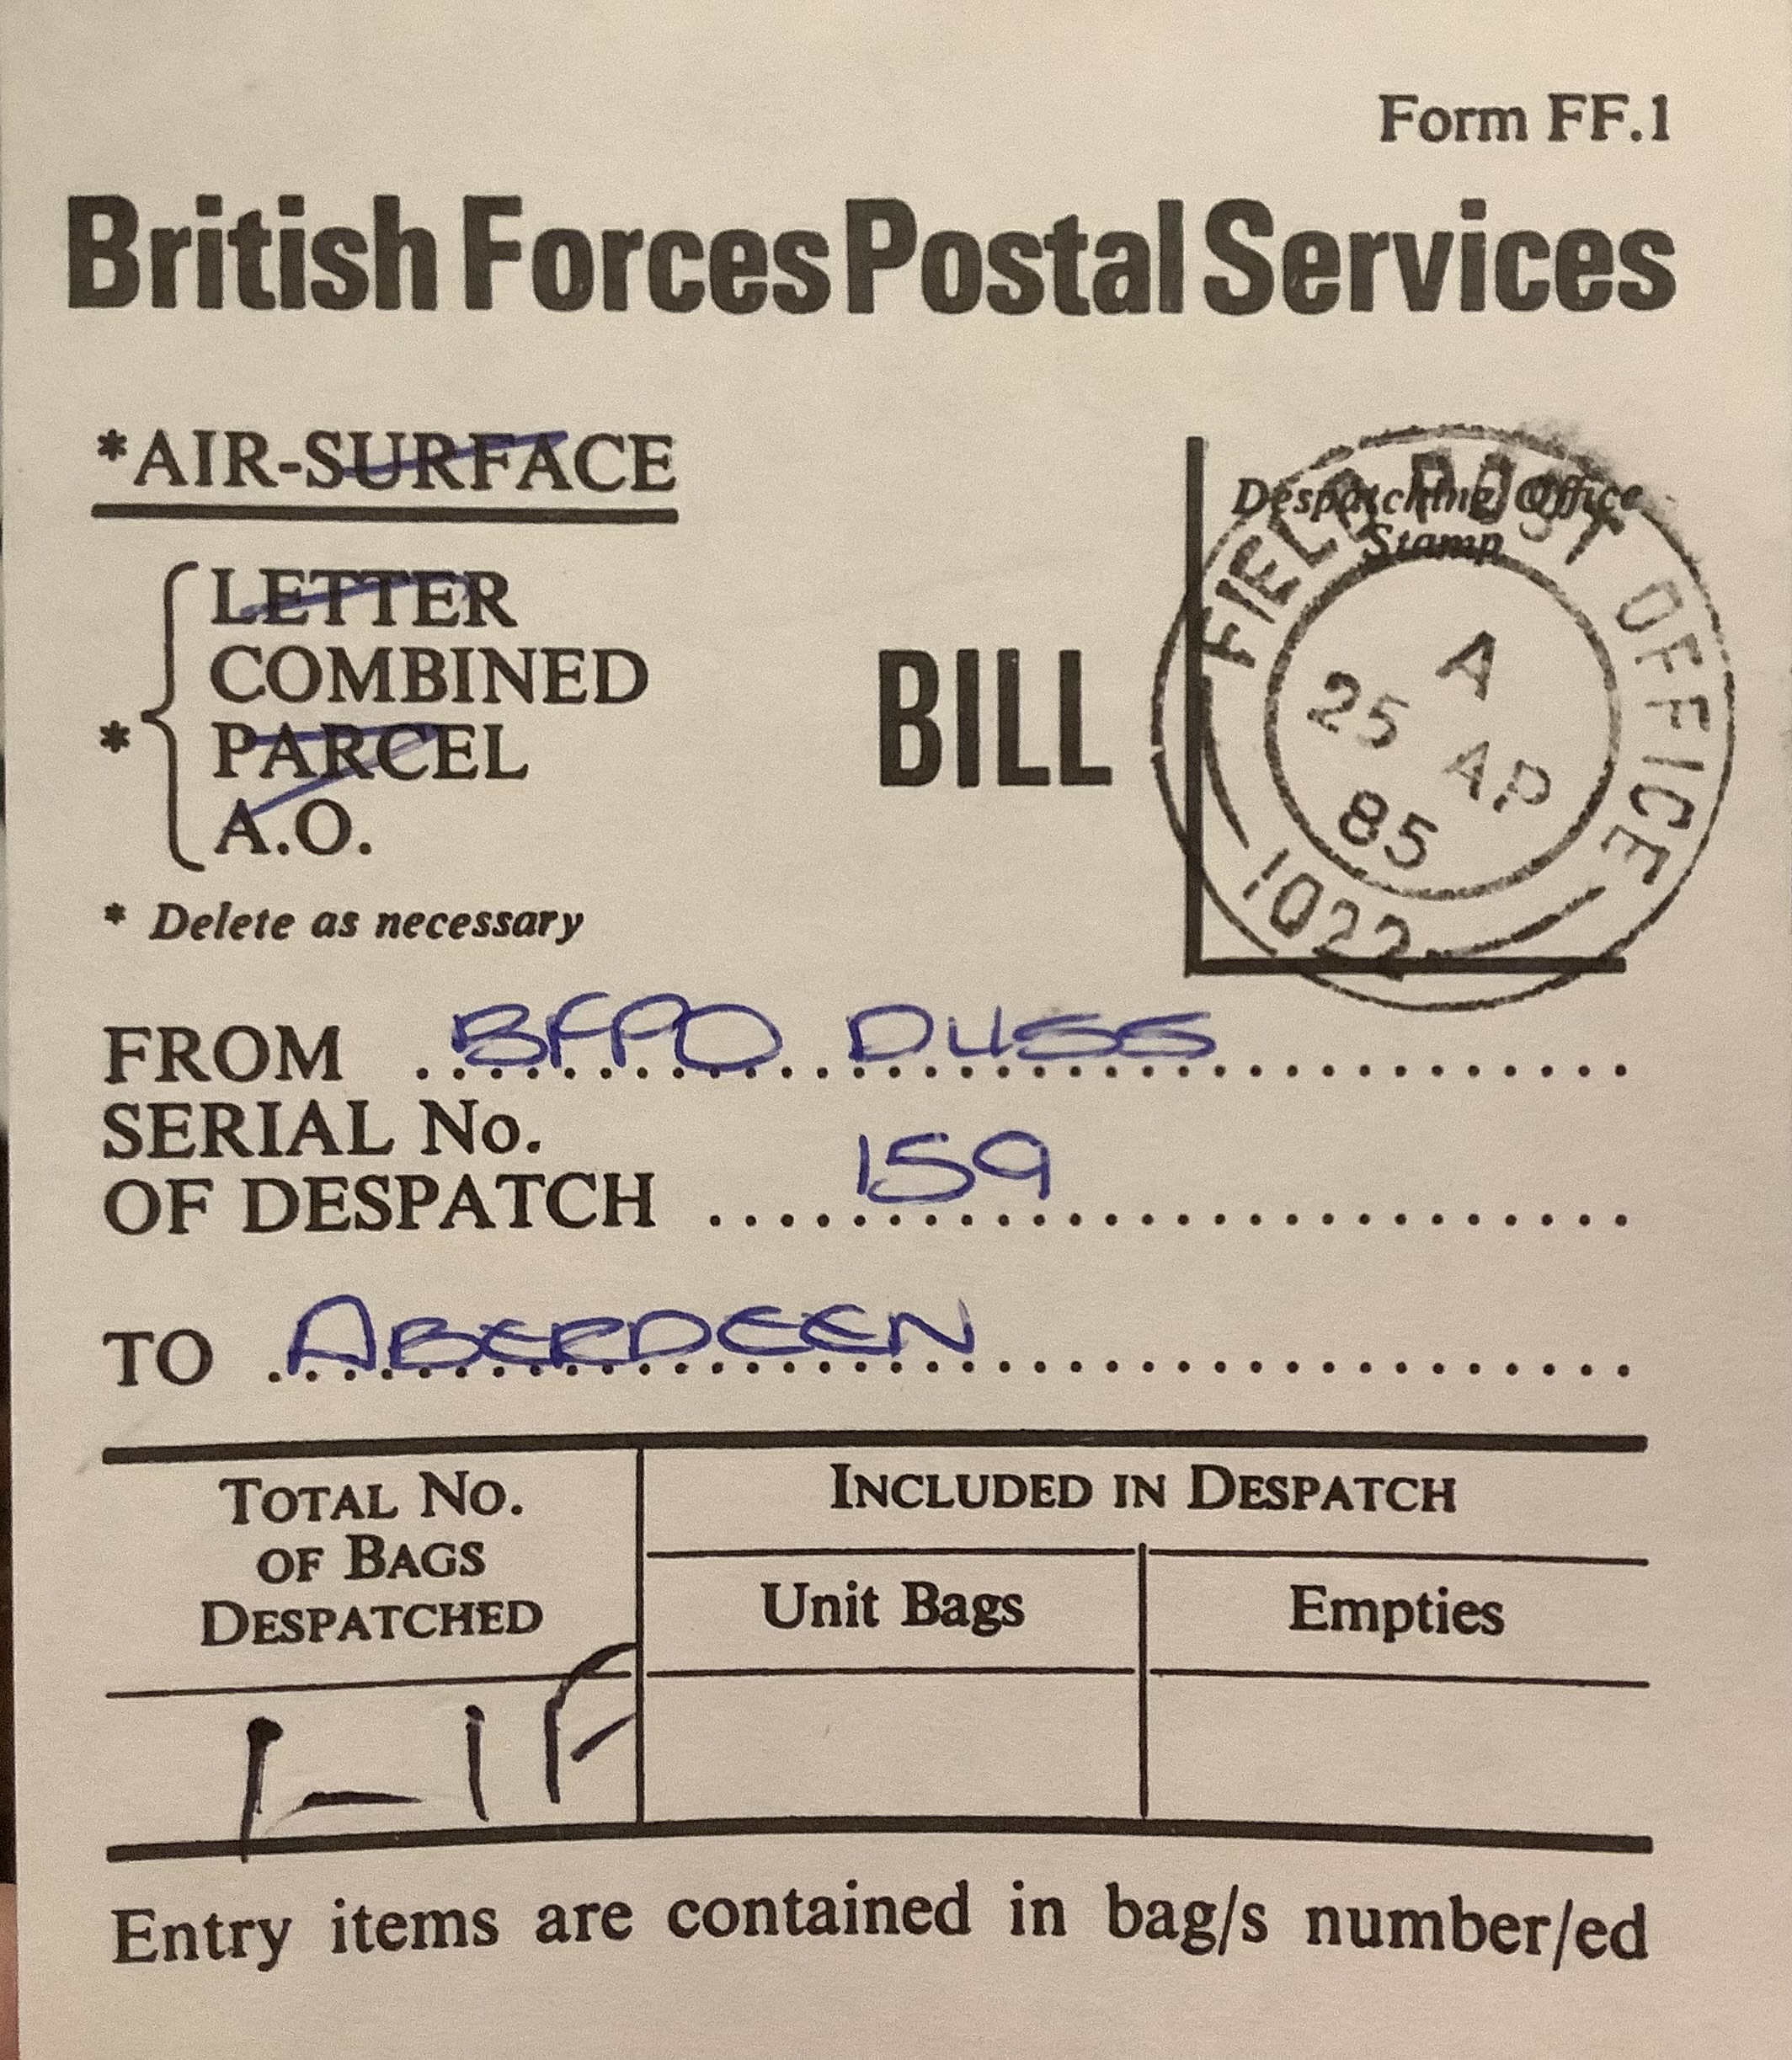 Form FF.1
British Forces Postal Services
*AIR-SURFACE
LETTER
COMBINED
* PARCEL
A.O.
* Delete as necessary
BILL
Despatching Office
Stamp
FIELD POST OFFICE
A
25 AP
85
1022
FROM BFPO DUSS
SERIAL No.
OF DESPATCH 159
TO ABERDEEN
TOTAL NO.
OF BAGS
DESPATCHED
INCLUDED IN DESPATCH
Unit Bags
Empties
1-1F
Entry items are contained in bag/s number/ed